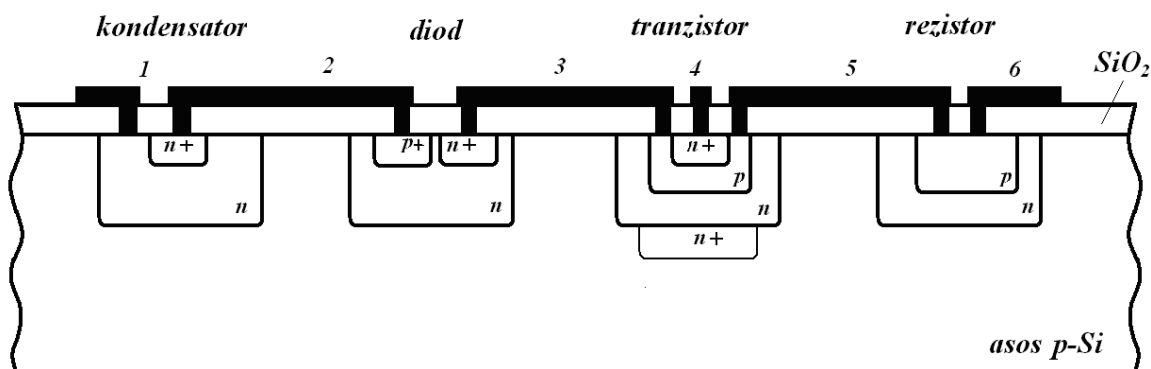 kondensator diod tranzistor rezistor
1 2 3 4 5 6 SiO₂
n+ p+ n+ n+
p p
n n n n
n+
asos p-Si